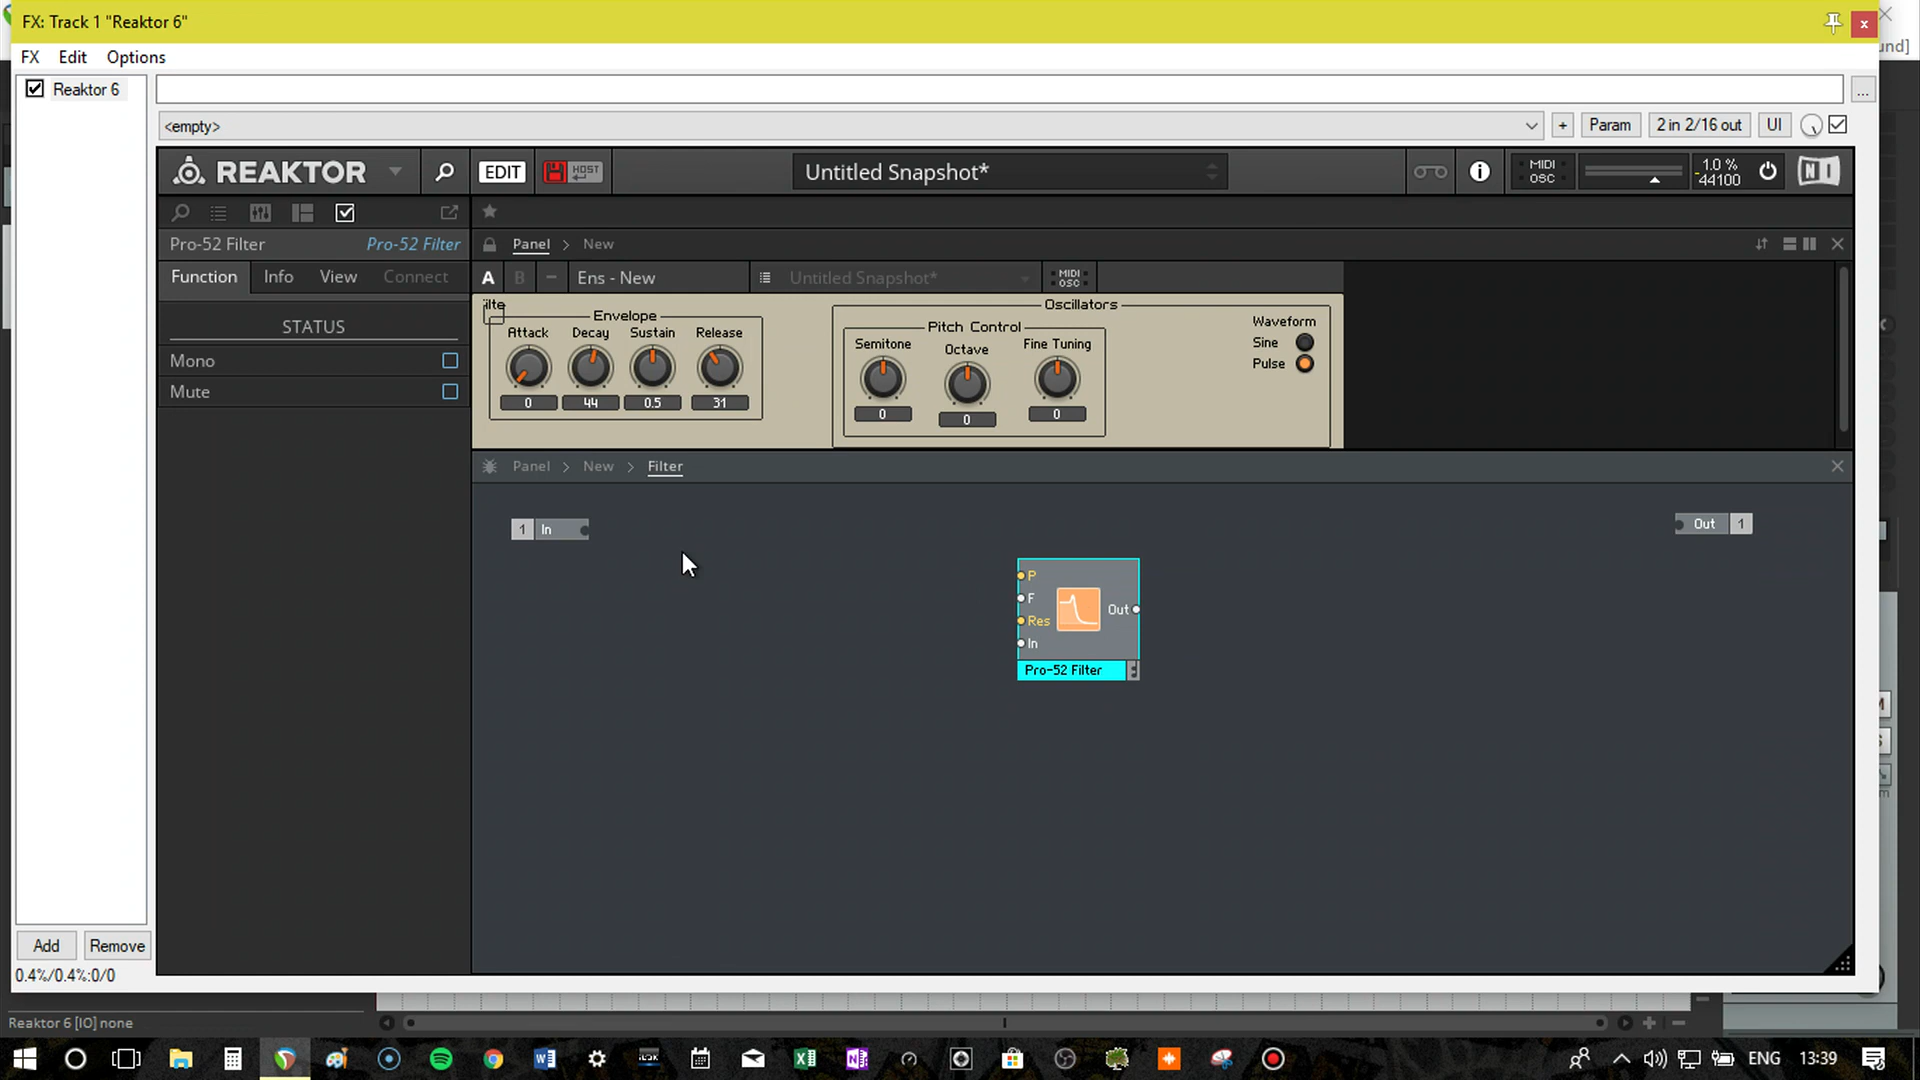 FX: Track 1 "Reaktor 6"
und]
FX Edit Options
Reaktor 6
...
<empty>
+ Param 2 in 2/16 out UI
REAKTOR EDIT HOST Untitled Snapshot* MIDI OSC -1.0 % 44100 NI
Pro-52 Filter Pro-52 Filter
Panel > New
Function Info View Connect
A B Ens - New Untitled Snapshot* MIDI OSC
STATUS
Mono
Mute
ilte
Envelope
Attack Decay Sustain Release
0 44 0.5 31
Oscillators
Pitch Control
Semitone Octave Fine Tuning
0 0 0
Waveform
Sine
Pulse
Panel > New > Filter
1 In
Out 1
P
F
Res
In
Out
Pro-52 Filter
M
S
Add Remove
0.4%/0.4%:0/0
Reaktor 6 [IO] none
ENG 13:39